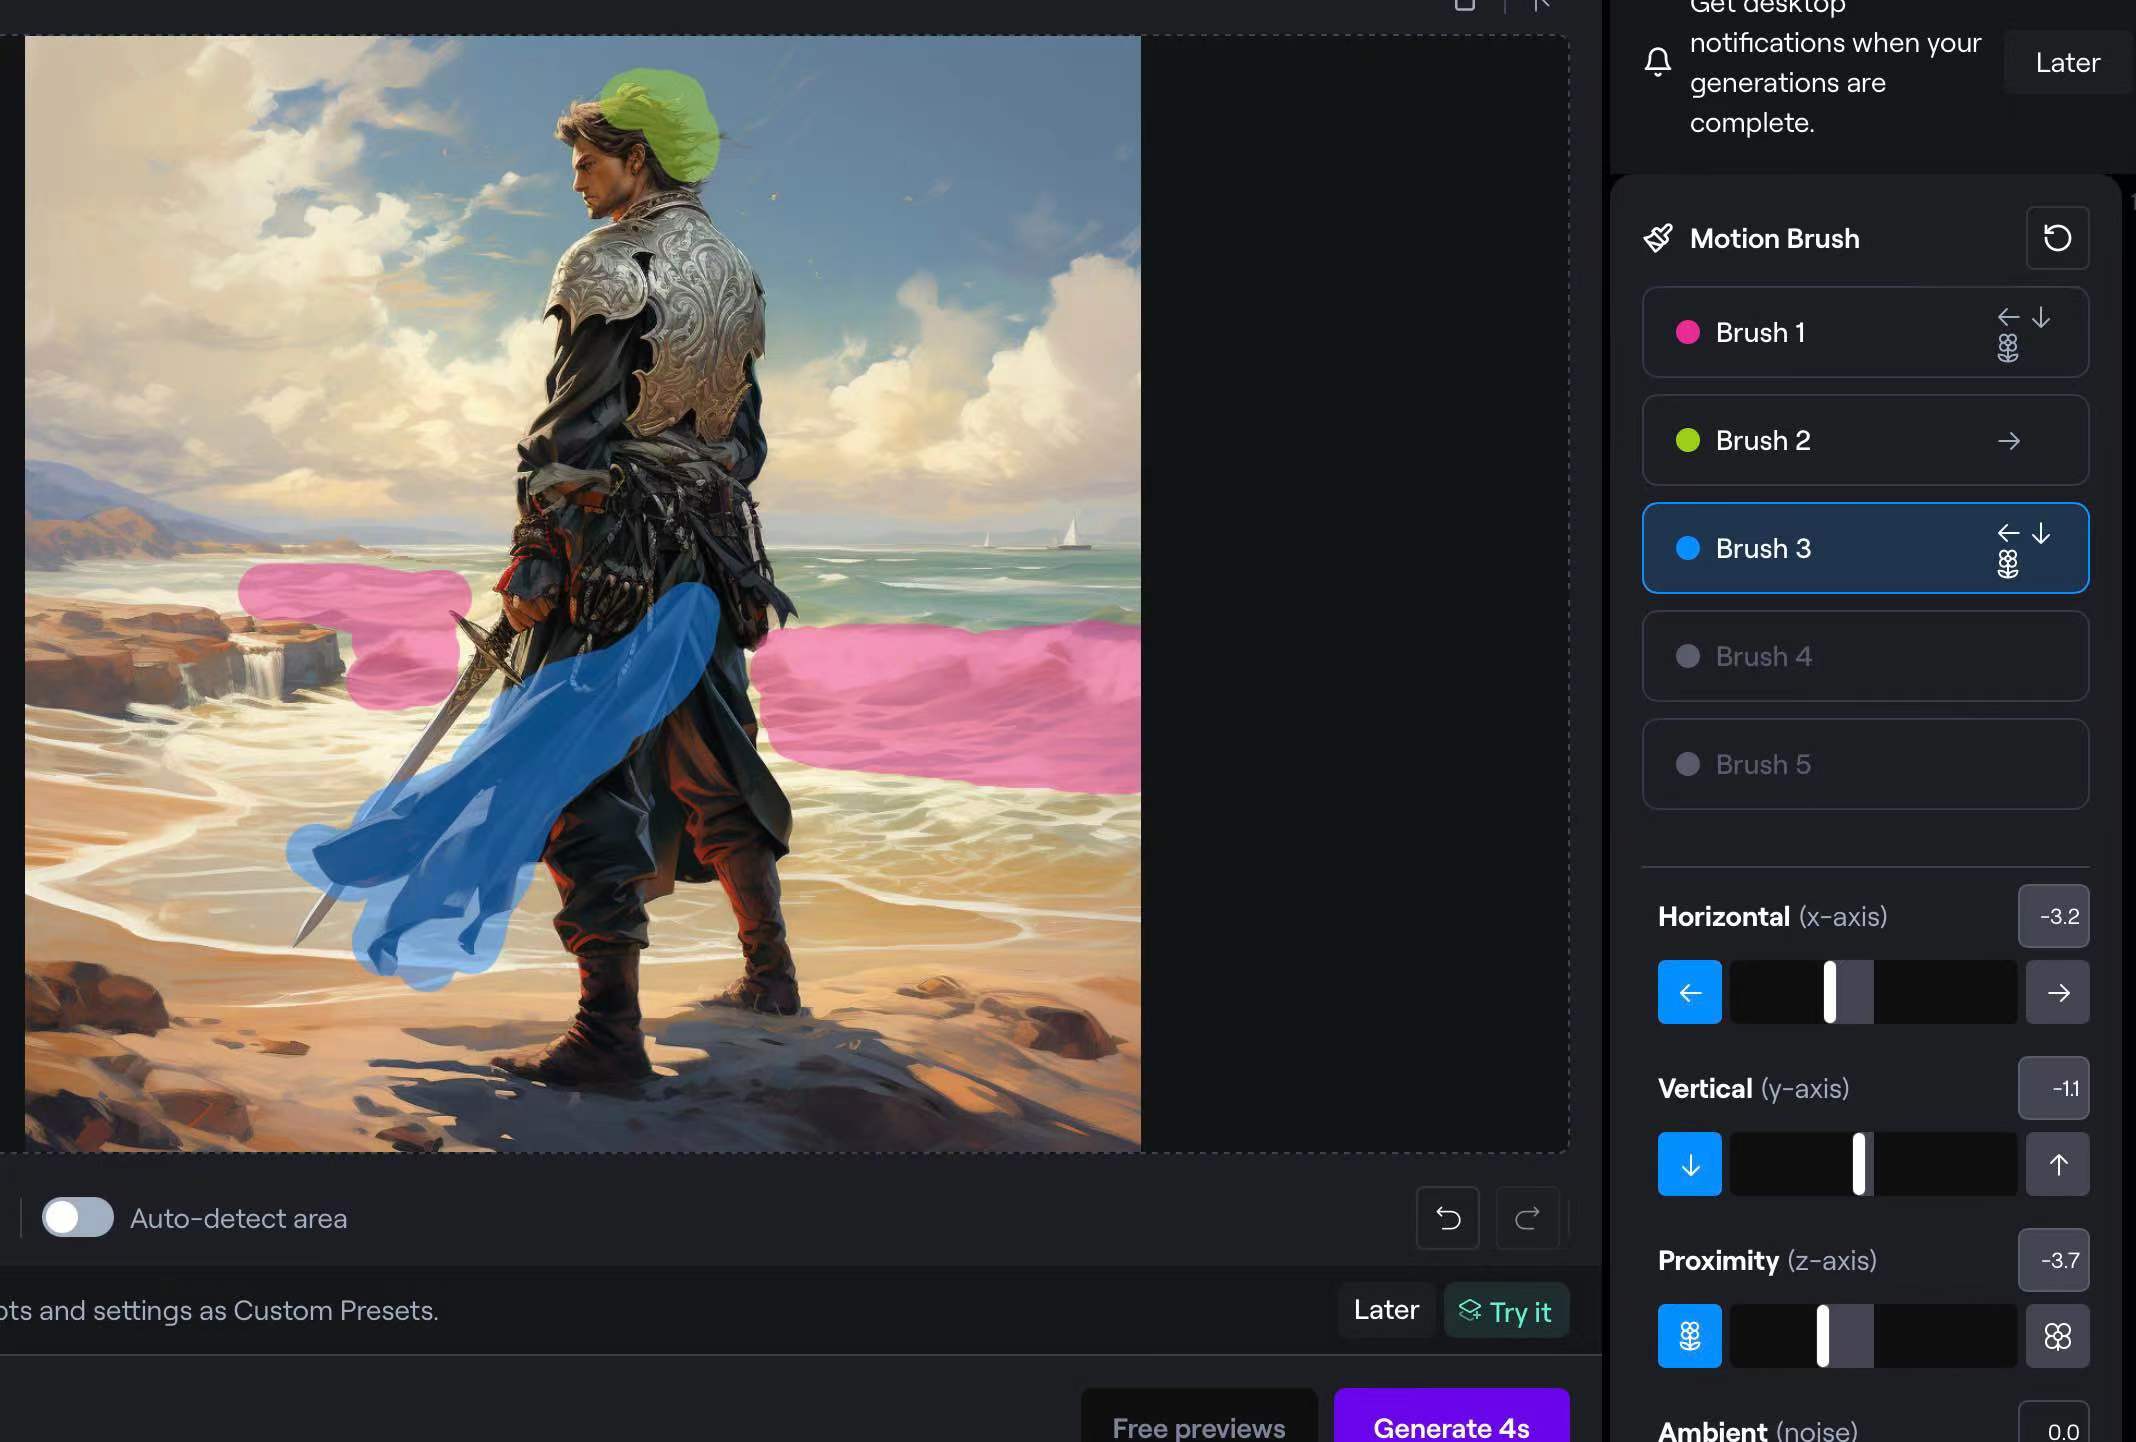 Get desktop
notifications when your
generations are
complete.
Later
Motion Brush
Brush 1
Brush 2
Brush 3
Brush 4
Brush 5
Horizontal (x-axis)
-3.2
Vertical (y-axis)
-1.1
Proximity (z-axis)
-3.7
Ambient (noise)
0.0
Auto-detect area
and settings as Custom Presets.
Later
Try it
Free previews
Generate 4s